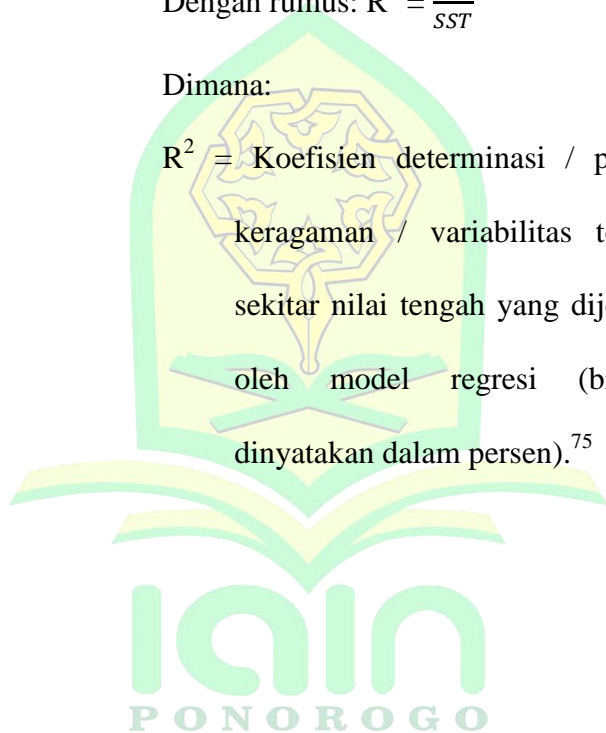 Dengan rumus: R =
SST
Dimana:
R² = Koefisien determinasi /
keragaman / variabilitas
sekitar nilai tengah yang
oleh model regresi
dinyatakan dalam persen).⁷⁵
iain
PONOROGO